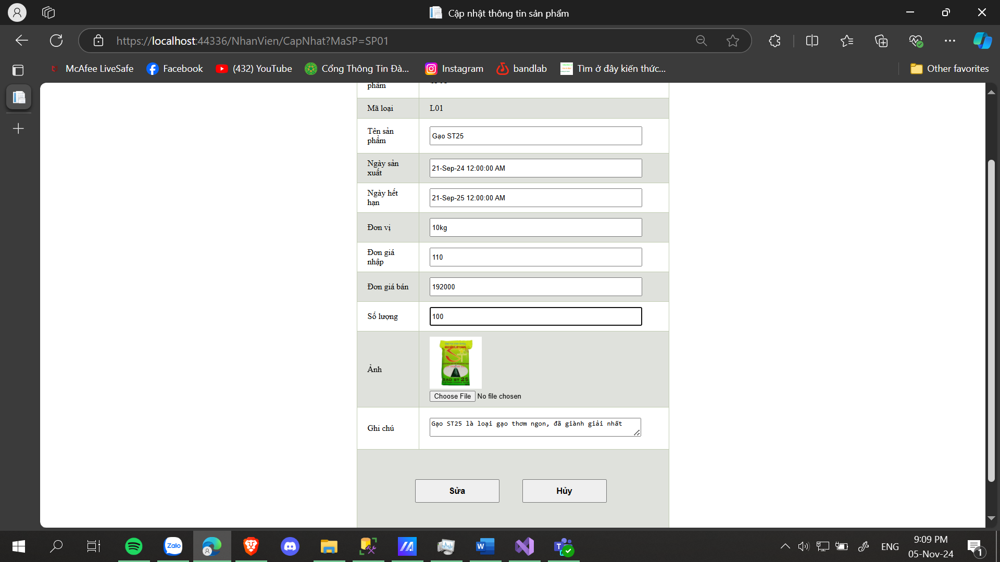 Cập nhật thông tin sản phẩm
https://localhost:44336/NhanVien/CapNhat?MaSP=SP01
McAfee LiveSafe
Facebook
(432) YouTube
Cổng Thông Tin Đà...
Instagram
bandlab
Tìm ở đây kiến thức...
Other favorites
phẩm
Mã loại
L01
Tên sản
phẩm
Gạo ST25
Ngày sản
xuất
21-Sep-24 12:00:00 AM
Ngày hết
hạn
21-Sep-25 12:00:00 AM
Đơn vị
10kg
Đơn giá
nhập
110
Đơn giá bán
192000
Số lượng
100
Ảnh
GAO ST 25
Choose File No file chosen
Ghi chú
Gạo ST25 là loại gạo thơm ngon, đã giành giải nhất
Sửa
Hủy
Zalo
ENG
9:09 PM
05-Nov-24
1